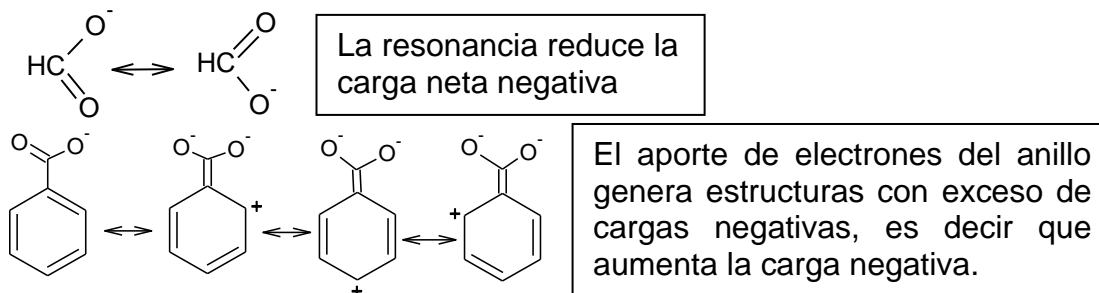 O-
O
HC
HC
O
O-
La resonancia reduce la
carga neta negativa
O
O-
-O
O-
-O
O-
-O
O-
+
+
+
El aporte de electrones del anillo
genera estructuras con exceso de
cargas negativas, es decir que
aumenta la carga negativa.